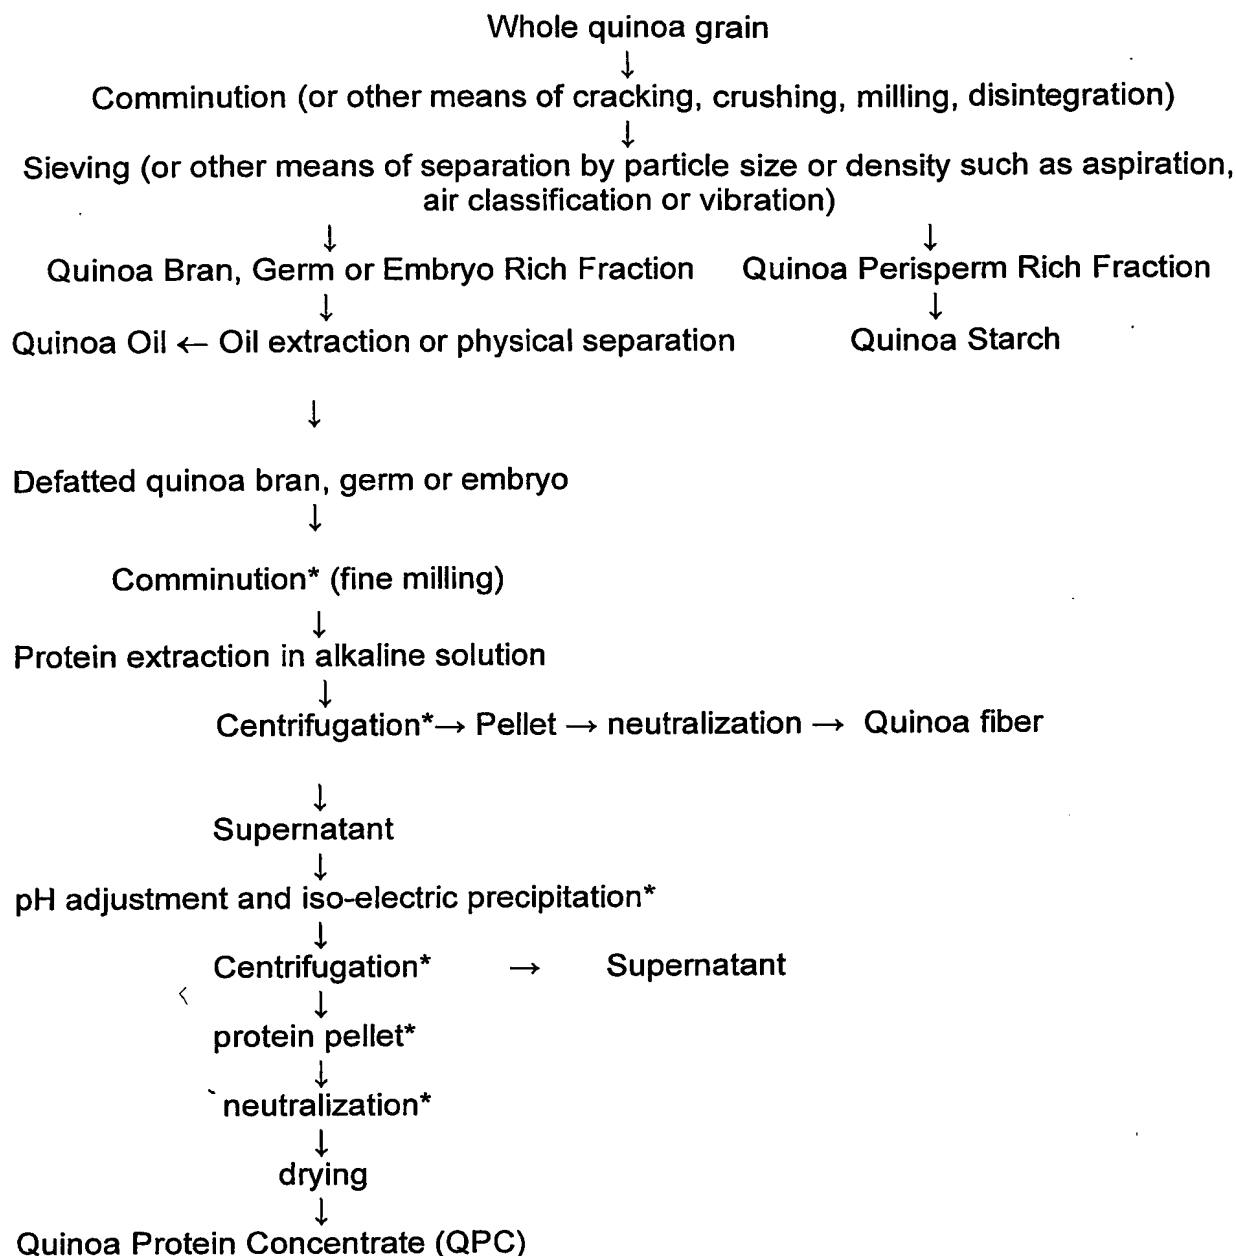 Whole quinoa grain
↓
Comminution (or other means of cracking, crushing, milling, disintegration)
↓
Sieving (or other means of separation by particle size or density such as aspiration,
air classification or vibration)
↓ ↓
Quinoa Bran, Germ or Embryo Rich Fraction Quinoa Perisperm Rich Fraction
↓ ↓
Quinoa Oil ← Oil extraction or physical separation Quinoa Starch
↓
Defatted quinoa bran, germ or embryo
↓
Comminution* (fine milling)
↓
Protein extraction in alkaline solution
↓
Centrifugation* → Pellet → neutralization → Quinoa fiber
↓
Supernatant
↓
pH adjustment and iso-electric precipitation*
↓
Centrifugation* → Supernatant
↓
protein pellet*
↓
neutralization*
↓
drying
↓
Quinoa Protein Concentrate (QPC)